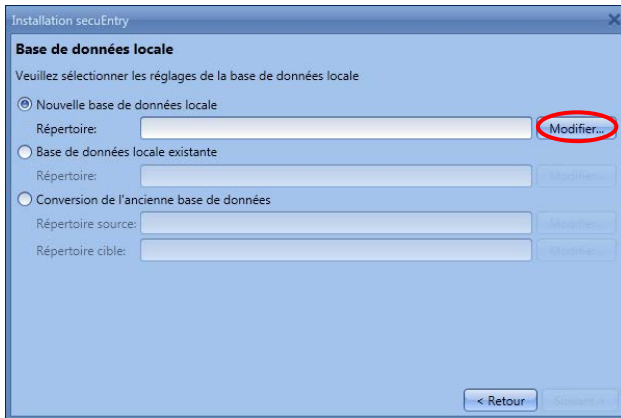 Installation secuEntry
Base de données locale
Veuillez sélectionner les réglages de la base de données locale
Nouvelle base de données locale
Répertoire: Modifier...
Base de données locale existante
Répertoire: Modifier...
Conversion de l'ancienne base de données
Répertoire source: Modifier...
Répertoire cible: Modifier...
< Retour Suivant >